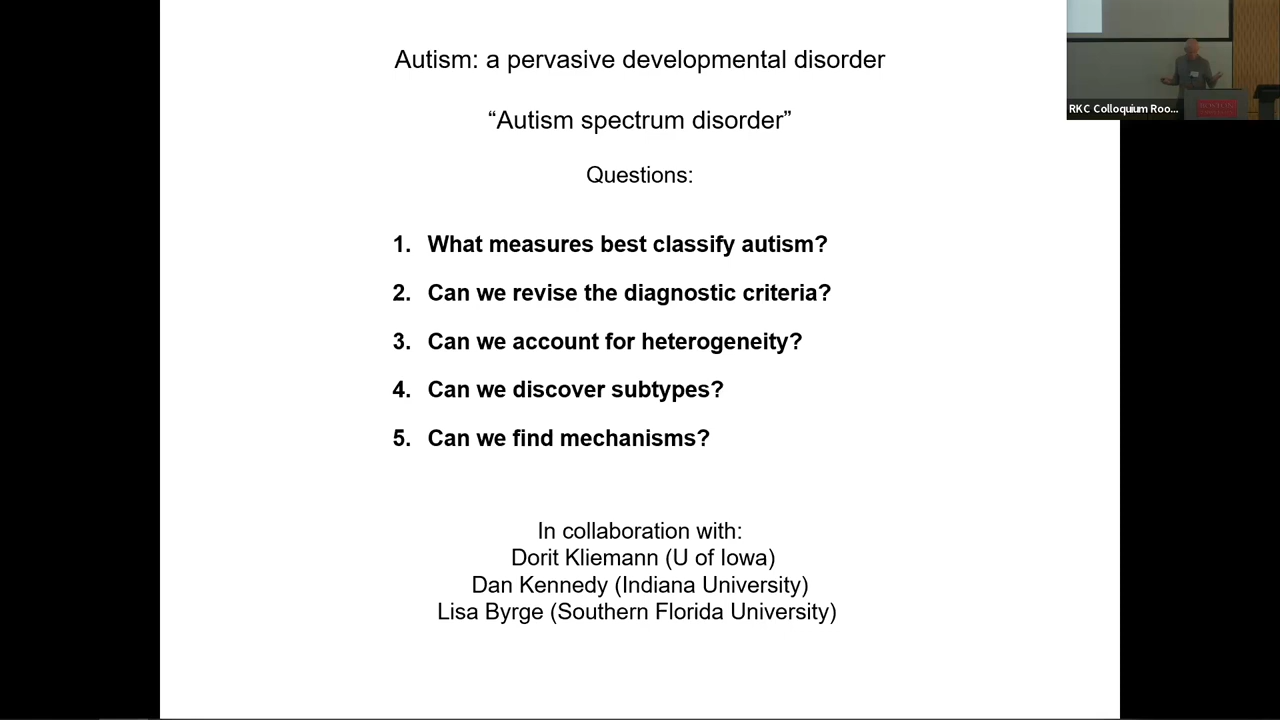 Autism: a pervasive developmental disorder
“Autism spectrum disorder”
Questions:
1. What measures best classify autism?
2. Can we revise the diagnostic criteria?
3. Can we account for heterogeneity?
4. Can we discover subtypes?
5. Can we find mechanisms?
In collaboration with:
Dorit Kliemann (U of Iowa)
Dan Kennedy (Indiana University)
Lisa Byrge (Southern Florida University)
RKC Colloquium Roo...